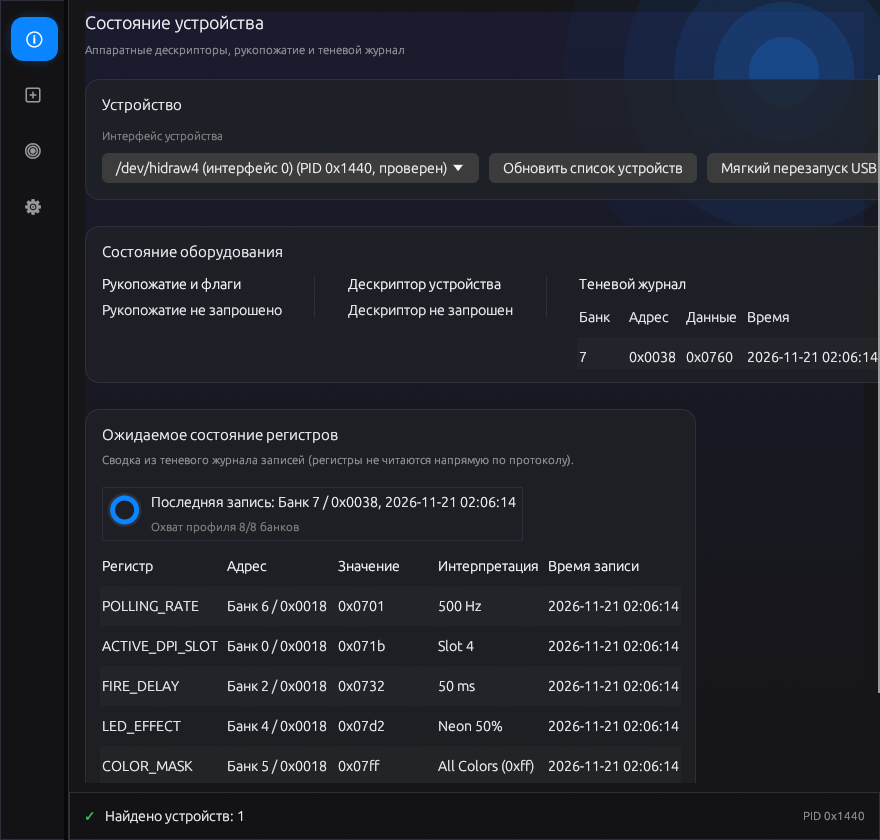 Состояние устройства
Аппаратные дескрипторы, рукопожатие и теневой журнал
Устройство
Интерфейс устройства
/dev/hidraw4 (интерфейс 0) (PID 0x1440, проверен)
Обновить список устройств
Мягкий перезапуск USB
Состояние оборудования
Рукопожатие и флаги
Рукопожатие не запрошено
Дескриптор устройства
Дескриптор не запрошен
Теневой журнал
Банк Адрес Данные Время
7 0x0038 0x0760 2026-11-21 02:06:14
Ожидаемое состояние регистров
Сводка из теневого журнала записей (регистры не читаются напрямую по протоколу).
Последняя запись: Банк 7 / 0x0038, 2026-11-21 02:06:14
Охват профиля 8/8 банков
Регистр Адрес Значение Интерпретация Время записи
POLLING_RATE Банк 6 / 0x0018 0x0701 500 Hz 2026-11-21 02:06:14
ACTIVE_DPI_SLOT Банк 0 / 0x0018 0x071b Slot 4 2026-11-21 02:06:14
FIRE_DELAY Банк 2 / 0x0018 0x0732 50 ms 2026-11-21 02:06:14
LED_EFFECT Банк 4 / 0x0018 0x07d2 Neon 50% 2026-11-21 02:06:14
COLOR_MASK Банк 5 / 0x0018 0x07ff All Colors (0xff) 2026-11-21 02:06:14
✓ Найдено устройств: 1
PID 0x1440